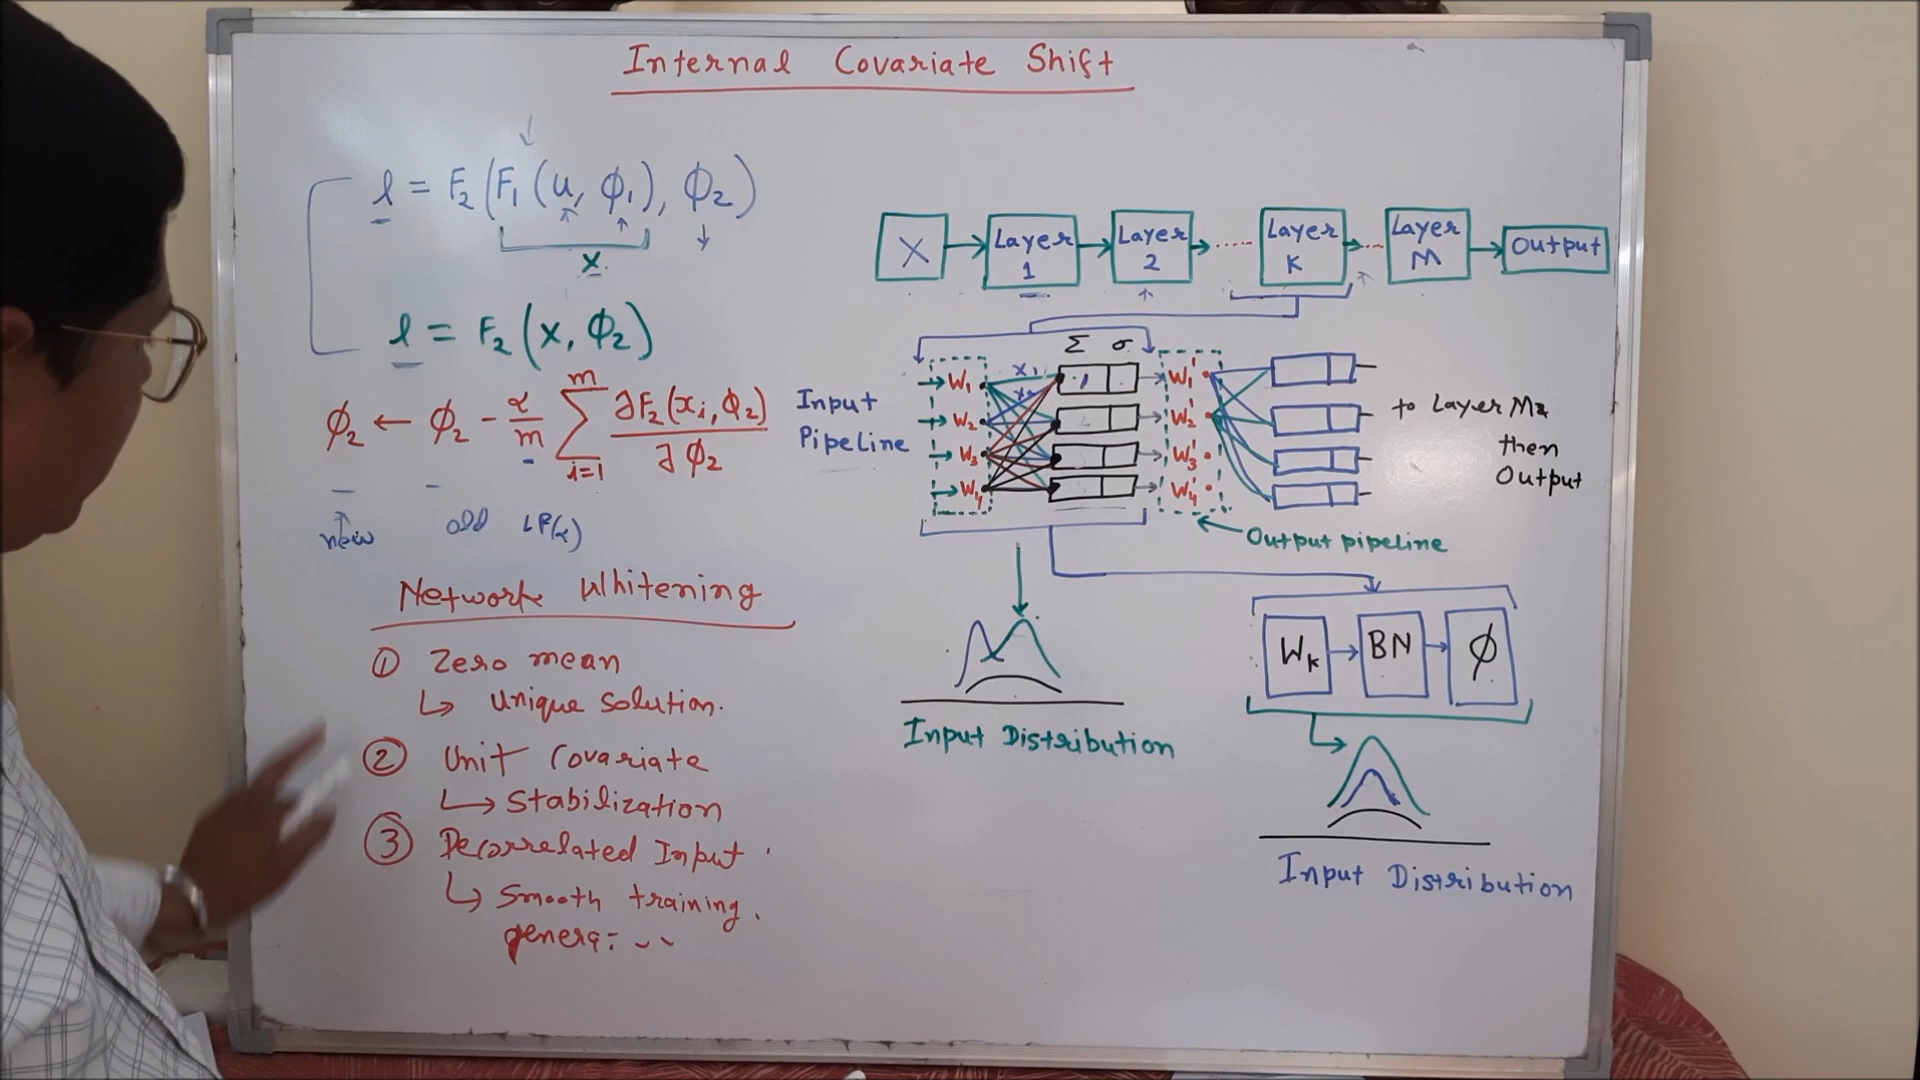 Internal Covariate Shift
l = F₂(F₁(u, ϕ₁), ϕ₂)
x
l = F₂(x, ϕ₂)
ϕ₂ ← ϕ₂ - α/m ∑ᵢ₌₁ᵐ ∂F₂(xᵢ, ϕ₂)/∂ϕ₂
new old LR(α)
Network Whitening
① Zero mean
↳ Unique Solution.
② Unit Covariate
↳ Stabilization
③ Decorrelated Input
↳ Smooth training.
X → Layer 1 → Layer 2 → ...... Layer K → .... Layer M → Output
Σ σ
Input
Pipeline
W₁ x₁ W₁'
W₂ W₂'
W₃ W₃'
W₄ W₄'
to Layer M
then
Output
Output pipeline
Input Distribution
Wₖ → BN → ϕ
Input Distribution